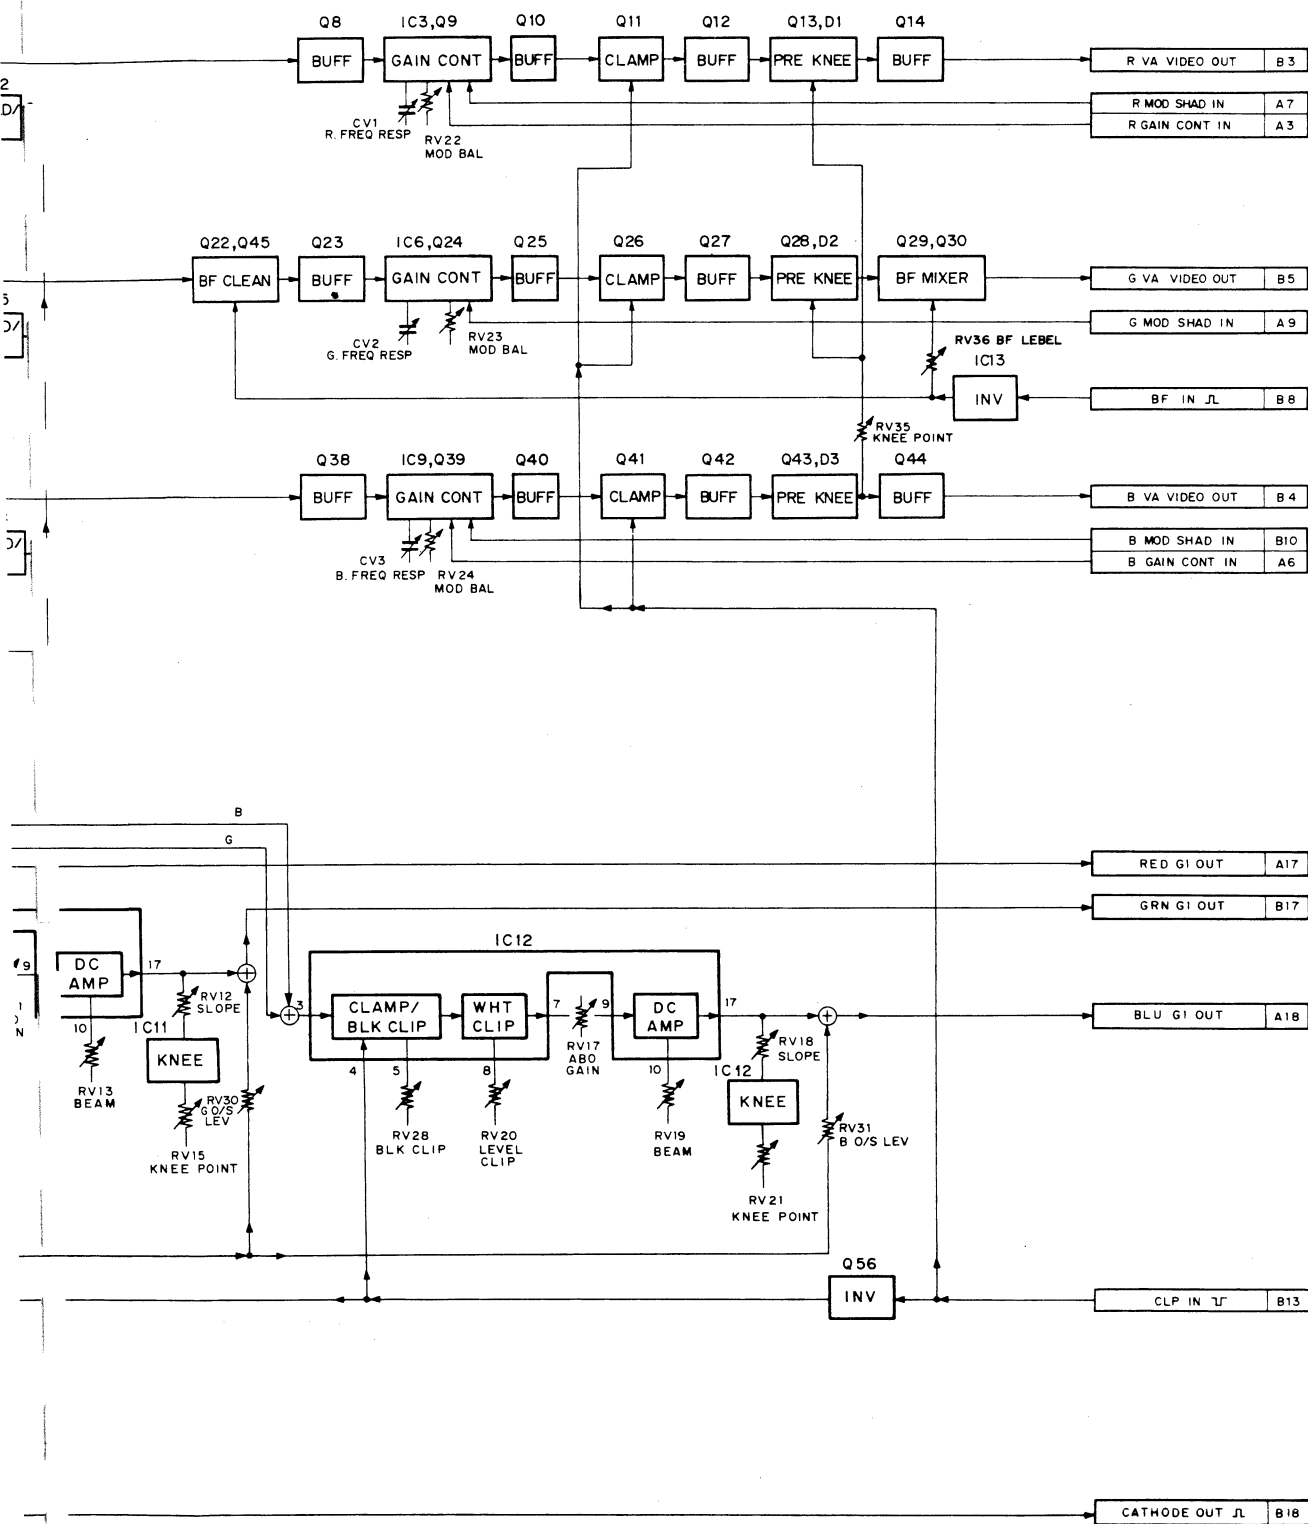 Q8 IC3,Q9 Q10 Q11 Q12 Q13,D1 Q14
BUFF GAIN CONT BUFF CLAMP BUFF PRE KNEE BUFF R VA VIDEO OUT B3
2
D/
R MOD SHAD IN A7
R GAIN CONT IN A3
CV1
R. FREQ RESP
RV22
MOD BAL
Q22,Q45 Q23 IC6,Q24 Q25 Q26 Q27 Q28,D2 Q29,Q30
BF CLEAN BUFF GAIN CONT BUFF CLAMP BUFF PRE KNEE BF MIXER G VA VIDEO OUT B5
5
D/
G MOD SHAD IN A9
CV2
G. FREQ RESP
RV23
MOD BAL
RV36 BF LEBEL
IC13
INV BF IN B8
RV35
KNEE POINT
Q38 IC9,Q39 Q40 Q41 Q42 Q43,D3 Q44
BUFF GAIN CONT BUFF CLAMP BUFF PRE KNEE BUFF B VA VIDEO OUT B4
D/
B MOD SHAD IN B10
B GAIN CONT IN A6
CV3
B. FREQ RESP
RV24
MOD BAL
B
G
RED G1 OUT A17
GRN G1 OUT B17
IC12
9
DC
AMP
17
RV12
SLOPE
10
IC11
KNEE
RV13
BEAM
RV30
G O/S
LEV
RV15
KNEE POINT
1
N
3
CLAMP/
BLK CLIP
WHT
CLIP
7
9
DC
AMP
17
BLU G1 OUT A18
RV17
ABO
GAIN
RV18
SLOPE
4 5 8 10
IC12
KNEE
RV28
BLK CLIP
RV20
LEVEL
CLIP
RV19
BEAM
RV31
B O/S LEV
RV21
KNEE POINT
Q56
INV
CLP IN B13
CATHODE OUT B18